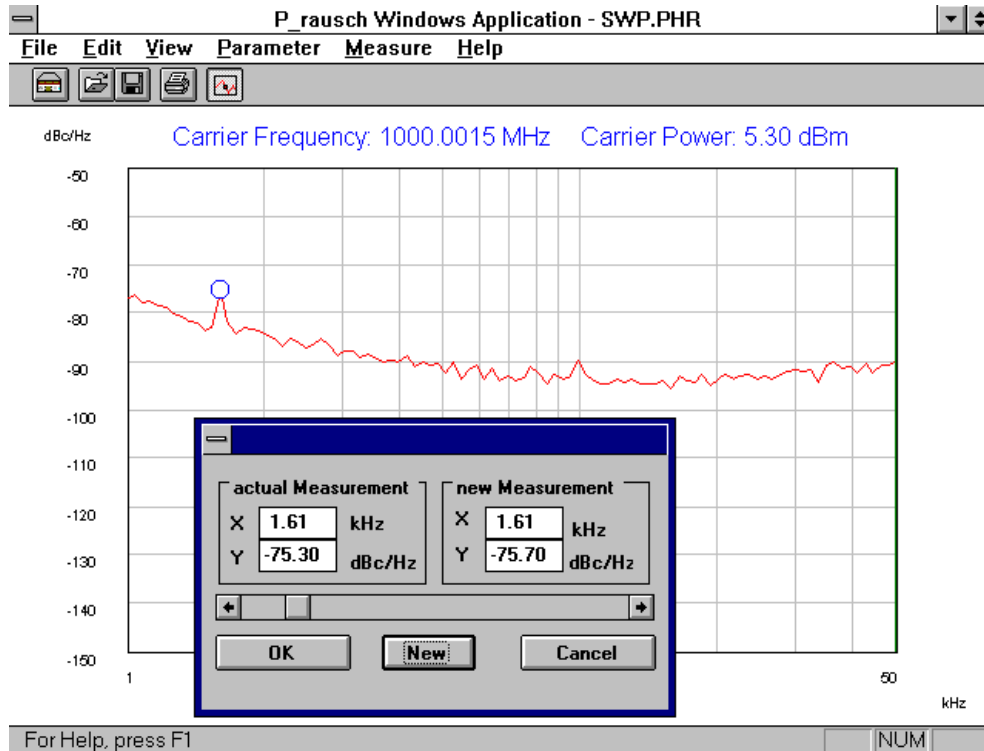 P_rausch Windows Application - SWP.PHR
File Edit View Parameter Measure Help
dBc/Hz Carrier Frequency: 1000.0015 MHz Carrier Power: 5.30 dBm
-50
-60
-70
-80
-90
-100
-110
-120
-130
-140
-150
actual Measurement new Measurement
X 1.61 kHz X 1.61 kHz
Y -75.30 dBc/Hz Y -75.70 dBc/Hz
OK New Cancel
1 50
kHz
For Help, press F1 NUM